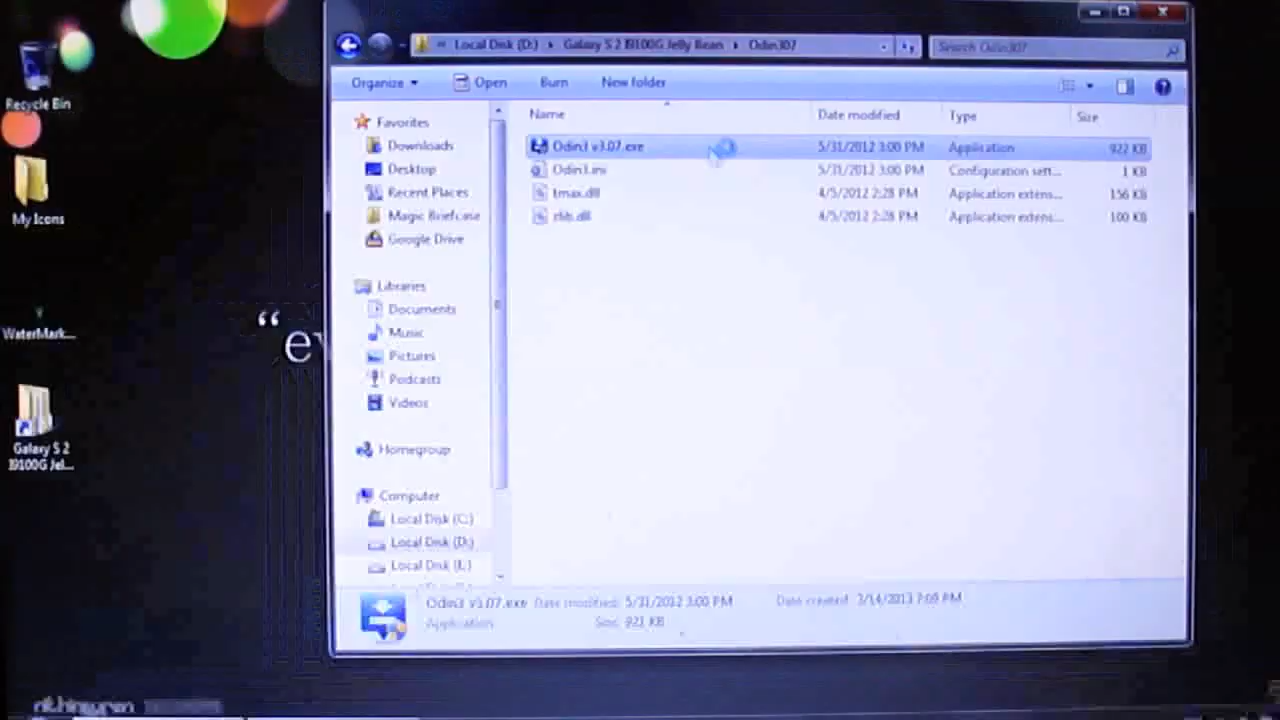 Recycle Bin
My Icons
WaterMark...
Galaxy S 2
I9100G Jel...
“
Local Disk (D:) Galaxy S 2 I9100G Jelly Bean Odin307
Search Odin307
Organize Open Burn New folder
Name Date modified Type Size
Odin3 v3.07.exe 5/31/2012 3:00 PM Application 922 KB
Odin3.ini 5/31/2012 3:00 PM Configuration sett... 1 KB
tmax.dll 4/5/2012 2:28 PM Application extens... 156 KB
zlib.dll 4/5/2012 2:28 PM Application extens... 100 KB
Favorites
Downloads
Desktop
Recent Places
Magic Briefcase
Google Drive
Libraries
Documents
Music
Pictures
Podcasts
Videos
Homegroup
Computer
Local Disk (C:)
Local Disk (D:)
Odin3 v3.07.exe Date modified: 5/31/2012 3:00 PM Date created: 3/14/2013 7:09 PM
Application Size: 921 KB